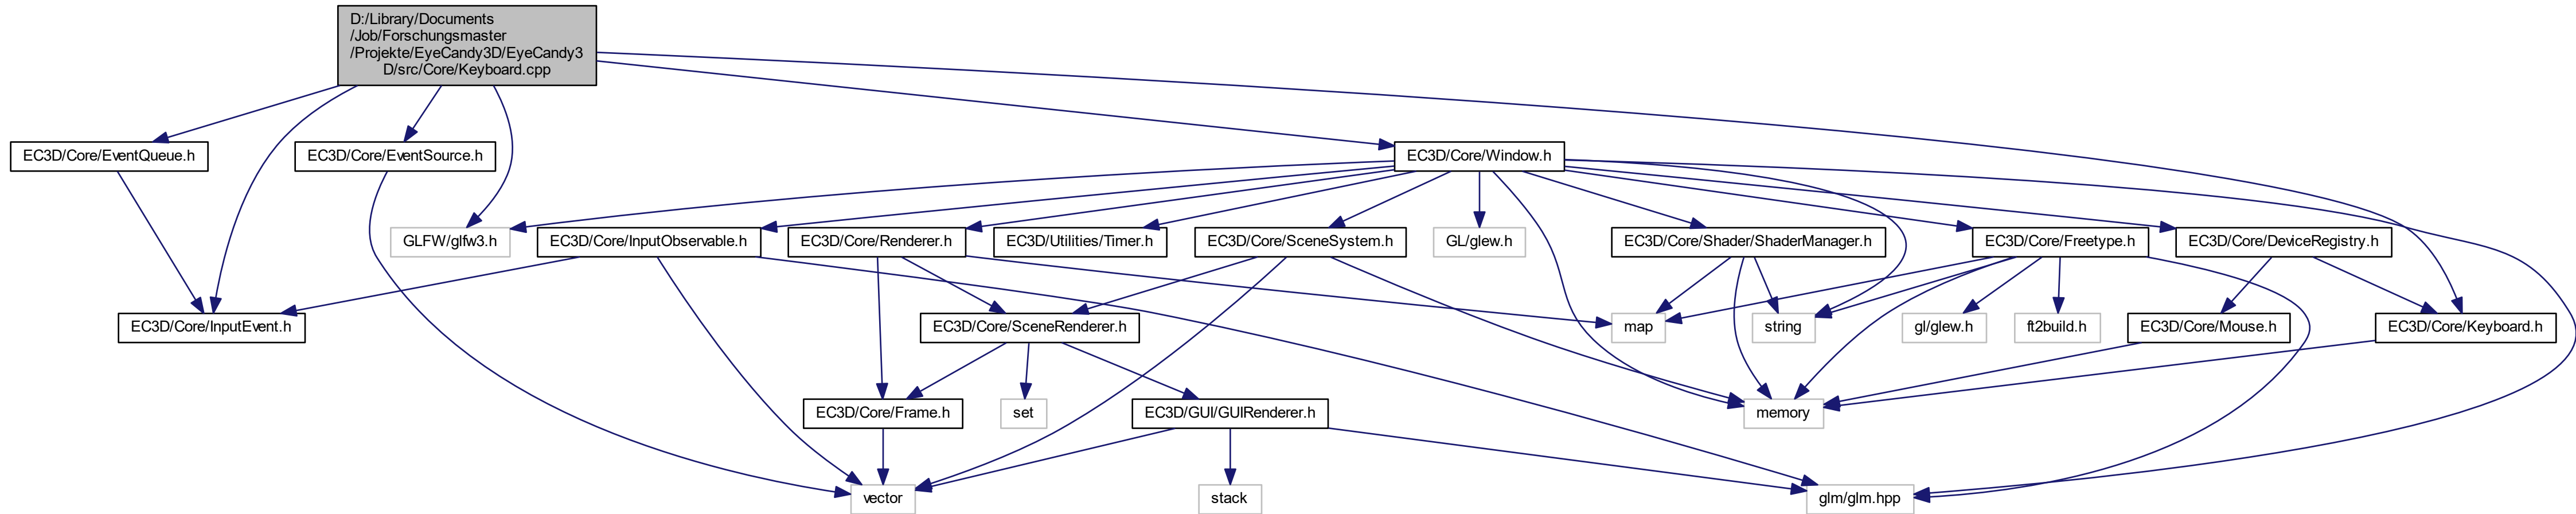 D:/Library/Documents
/Job/Forschungsmaster
/Projekte/EyeCandy3D/EyeCandy3
D/src/Core/Keyboard.cpp
EC3D/Core/EventQueue.h
EC3D/Core/EventSource.h
EC3D/Core/Window.h
GLFW/glfw3.h
EC3D/Core/InputObservable.h
EC3D/Core/Renderer.h
EC3D/Utilities/Timer.h
EC3D/Core/SceneSystem.h
GL/glew.h
EC3D/Core/Shader/ShaderManager.h
EC3D/Core/Freetype.h
EC3D/Core/DeviceRegistry.h
EC3D/Core/InputEvent.h
EC3D/Core/SceneRenderer.h
map
string
gl/glew.h
ft2build.h
EC3D/Core/Mouse.h
EC3D/Core/Keyboard.h
EC3D/Core/Frame.h
set
EC3D/GUI/GUIRenderer.h
memory
vector
stack
glm/glm.hpp